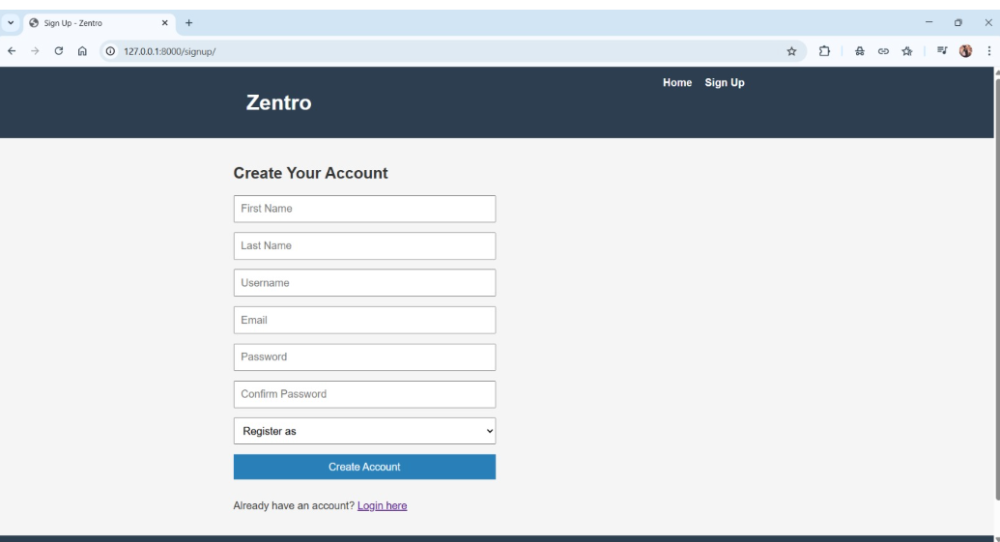 Sign Up - Zentro
127.0.0.1:8000/signup/
Home Sign Up
Zentro
Create Your Account
First Name
Last Name
Username
Email
Password
Confirm Password
Register as
Create Account
Already have an account? Login here